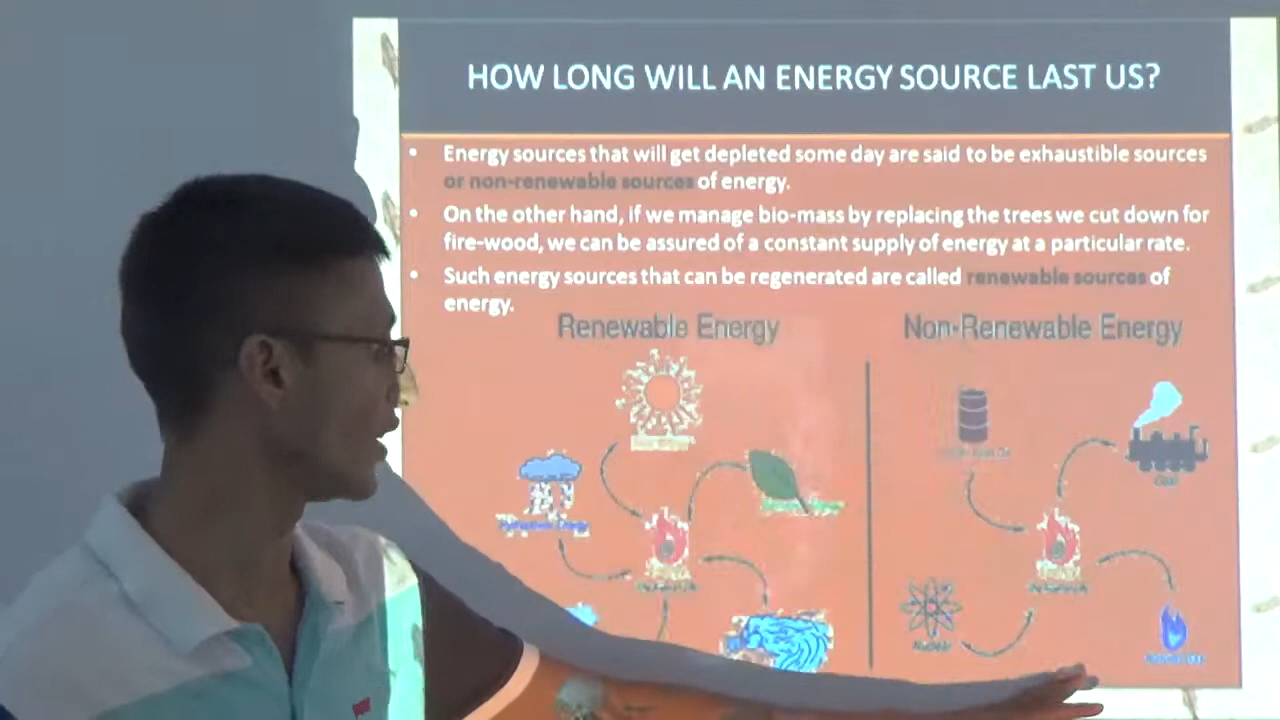 HOW LONG WILL AN ENERGY SOURCE LAST US?
• Energy sources that will get depleted some day are said to be exhaustible sources
or non-renewable sources of energy.
• On the other hand, if we manage bio-mass by replacing the trees we cut down for
fire-wood, we can be assured of a constant supply of energy at a particular rate.
• Such energy sources that can be regenerated are called renewable sources of
energy.
Renewable Energy
Non-Renewable Energy
Coal
Nuclear